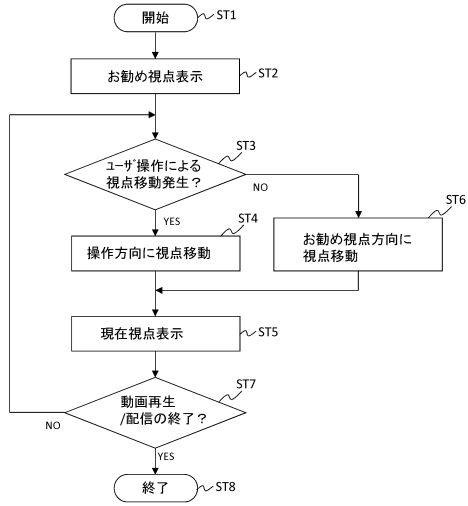 開始 ST1
お勧め視点表示 ST2
ST3
ﾕｰｻﾞ操作による
視点移動発生？
NO
YES
ST4
ST6
操作方向に視点移動
お勧め視点方向に
視点移動
現在視点表示 ST5
ST7
動画再生
/配信の終了？
NO
YES
終了 ST8